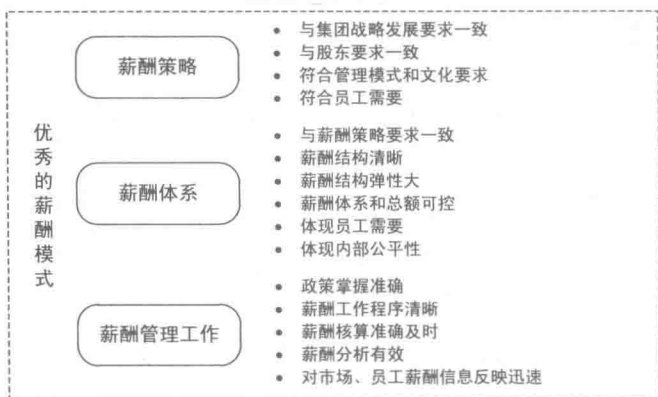 优秀的薪酬模式
薪酬策略
• 与集团战略发展要求一致
• 与股东要求一致
• 符合管理模式和文化要求
• 符合员工需要
薪酬体系
• 与薪酬策略要求一致
• 薪酬结构清晰
• 薪酬结构弹性大
• 薪酬体系和总额可控
• 体现员工需要
• 体现内部公平性
薪酬管理工作
• 政策掌握准确
• 薪酬工作程序清晰
• 薪酬核算准确及时
• 薪酬分析有效
• 对市场、员工薪酬信息反映迅速